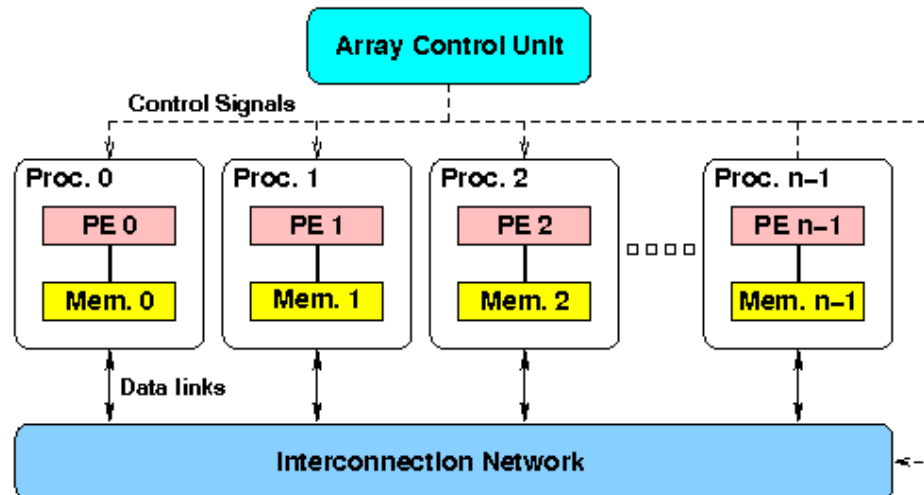 Array Control Unit
Control Signals
Proc. 0
Proc. 1
Proc. 2
Proc. n−1
PE 0
PE 1
PE 2
PE n−1
Mem. 0
Mem. 1
Mem. 2
Mem. n−1
Data links
Interconnection Network